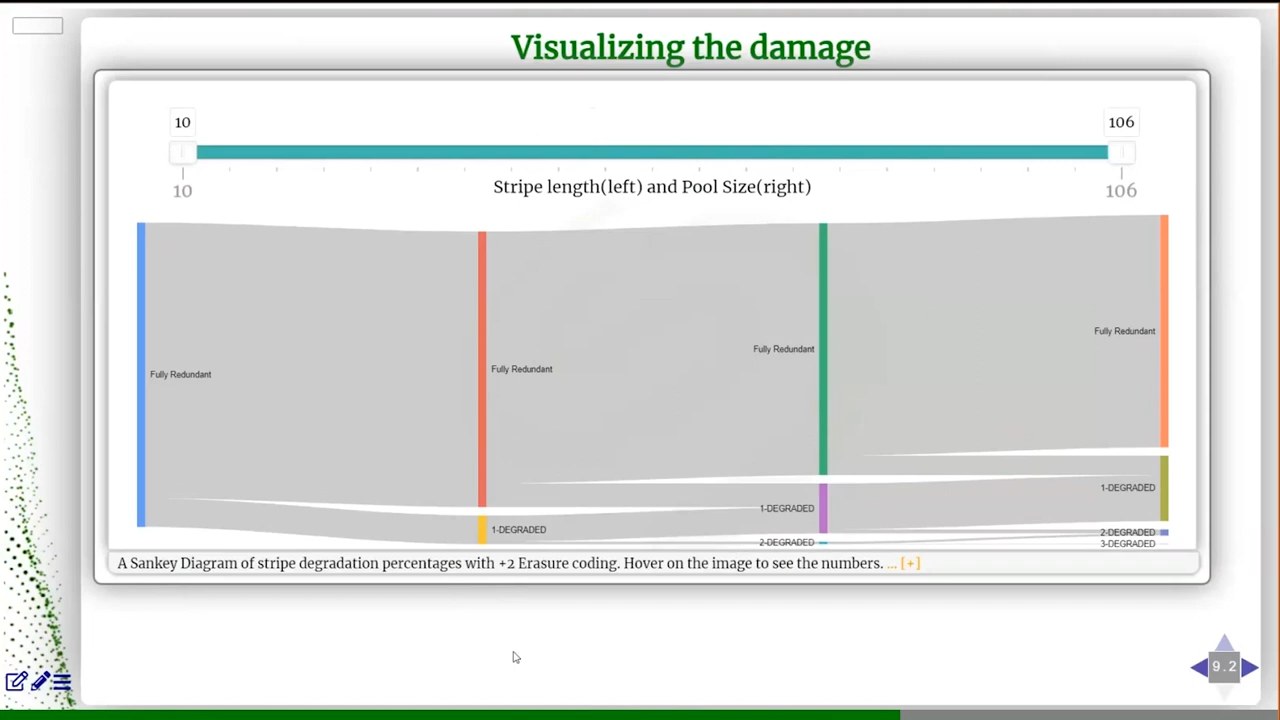 Visualizing the damage
10
106
10
Stripe length(left) and Pool Size(right)
106
Fully Redundant
Fully Redundant
Fully Redundant
Fully Redundant
1-DEGRADED
1-DEGRADED
2-DEGRADED
1-DEGRADED
2-DEGRADED
3-DEGRADED
A Sankey Diagram of stripe degradation percentages with +2 Erasure coding. Hover on the image to see the numbers. ... [+]
9.2